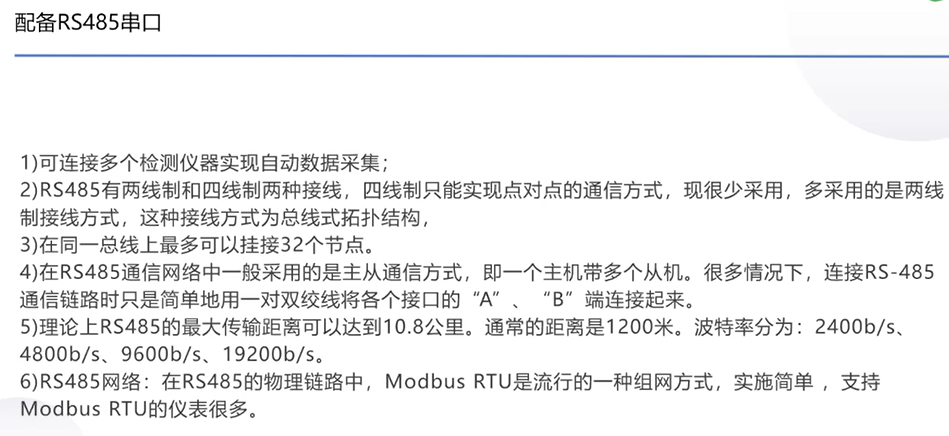 配备RS485串口
1)可连接多个检测仪器实现自动数据采集；
2)RS485有两线制和四线制两种接线，四线制只能实现点对点的通信方式，现很少采用，多采用的是两线
制接线方式，这种接线方式为总线式拓扑结构，
3)在同一总线上最多可以挂接32个节点。
4)在RS485通信网络中一般采用的是主从通信方式，即一个主机带多个从机。很多情况下，连接RS-485
通信链路时只是简单地用一对双绞线将各个接口的“A”、“B”端连接起来。
5)理论上RS485的最大传输距离可以达到10.8公里。通常的距离是1200米。波特率分为：2400b/s、
4800b/s、9600b/s、19200b/s。
6)RS485网络：在RS485的物理链路中，Modbus RTU是流行的一种组网方式，实施简单 ，支持
Modbus RTU的仪表很多。